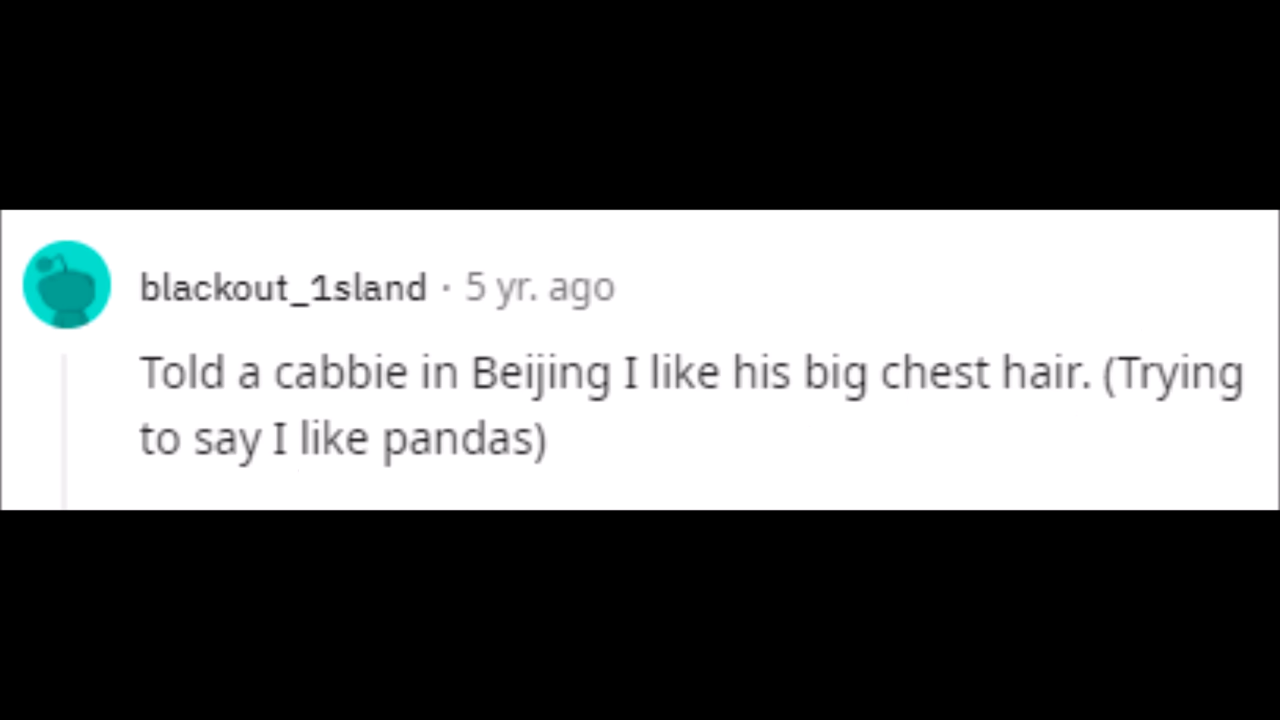 blackout_1sland · 5 yr. ago
Told a cabbie in Beijing I like his big chest hair. (Trying
to say I like pandas)